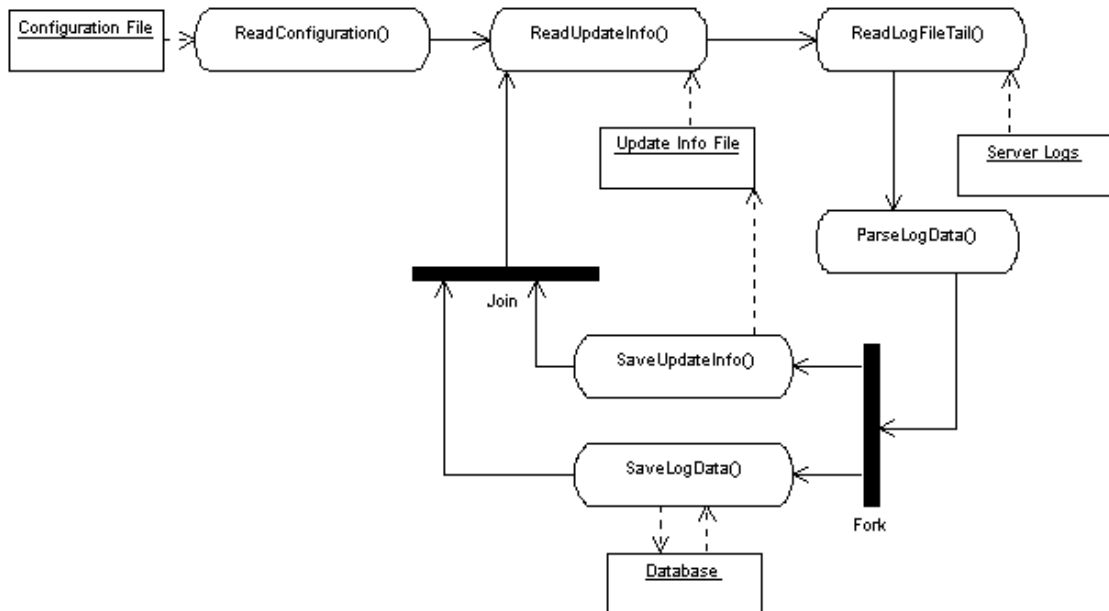 Configuration File
ReadConfiguration()
ReadUpdateInfo()
ReadLogFileTail()
Update Info File
Server Logs
ParseLogData()
Join
SaveUpdateInfo()
SaveLogData()
Fork
Database